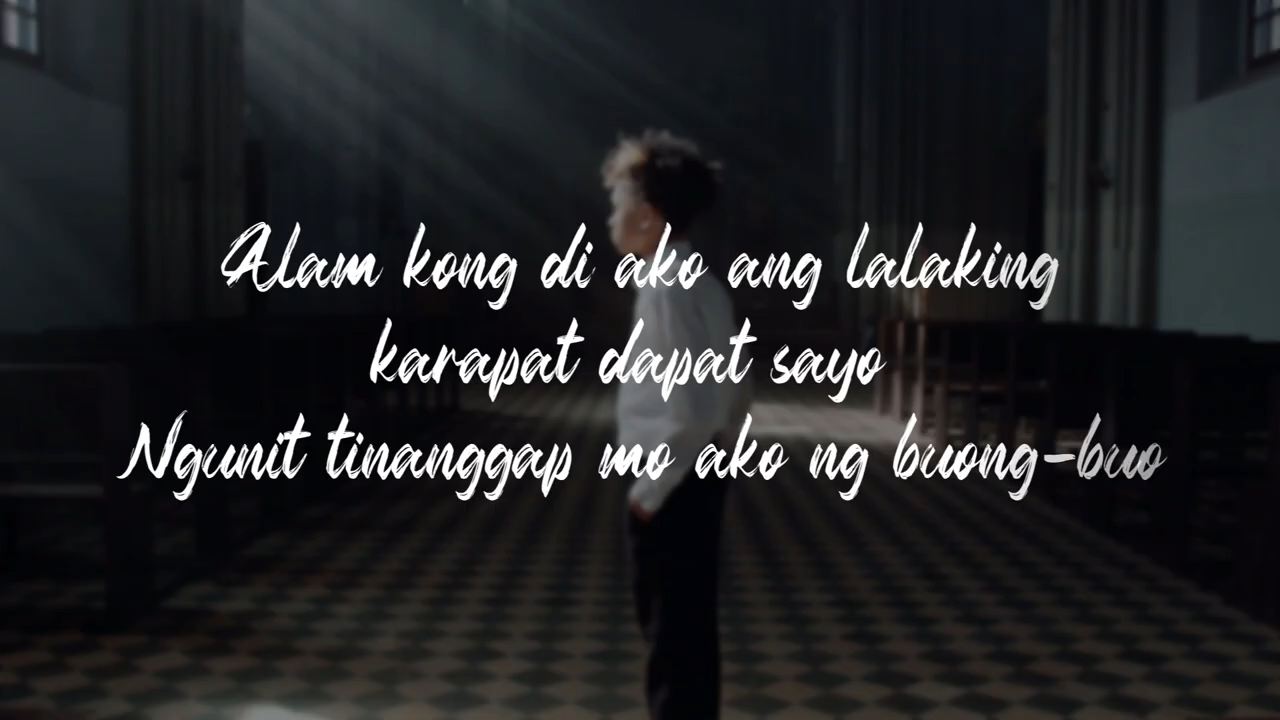 Alam kong di ako ang lalaking
karapat dapat sayo
Ngunit tinanggap mo ako ng buong-buo